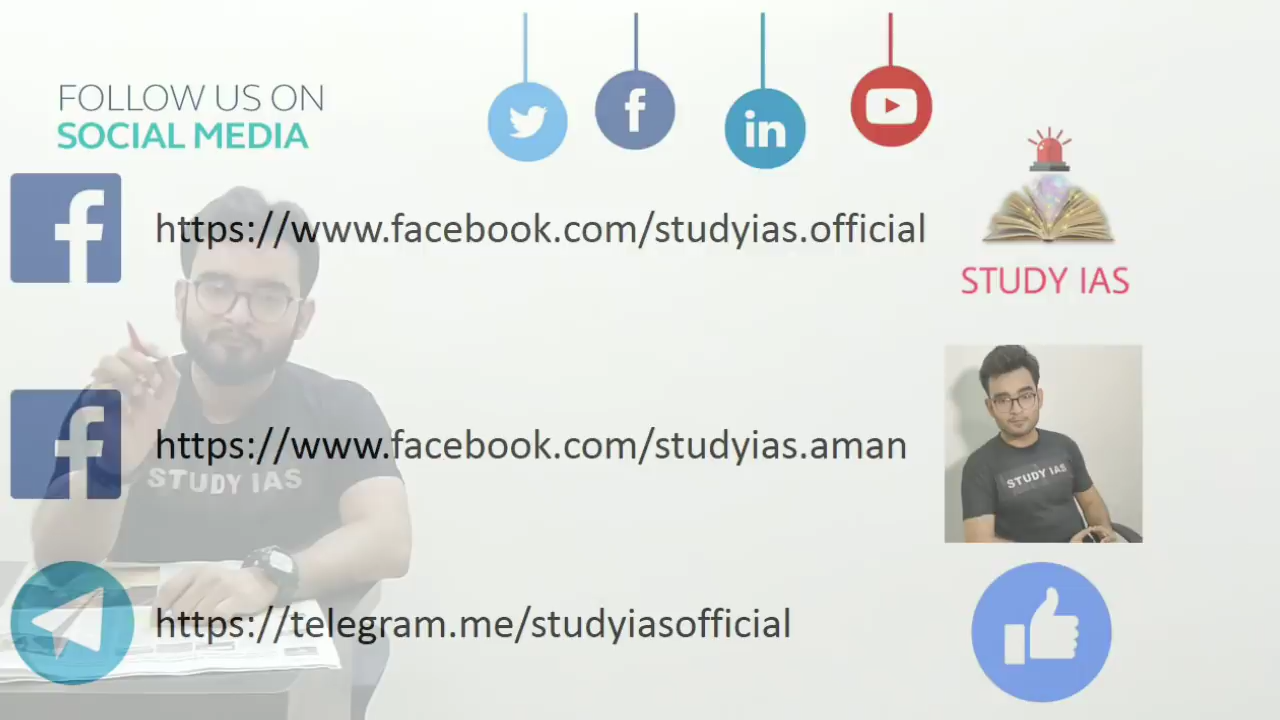 FOLLOW US ON
SOCIAL MEDIA
in
https://www.facebook.com/studyias.official
STUDY IAS
https://www.facebook.com/studyias.aman
STUDY IAS
STUDY IAS
https://telegram.me/studyiasofficial